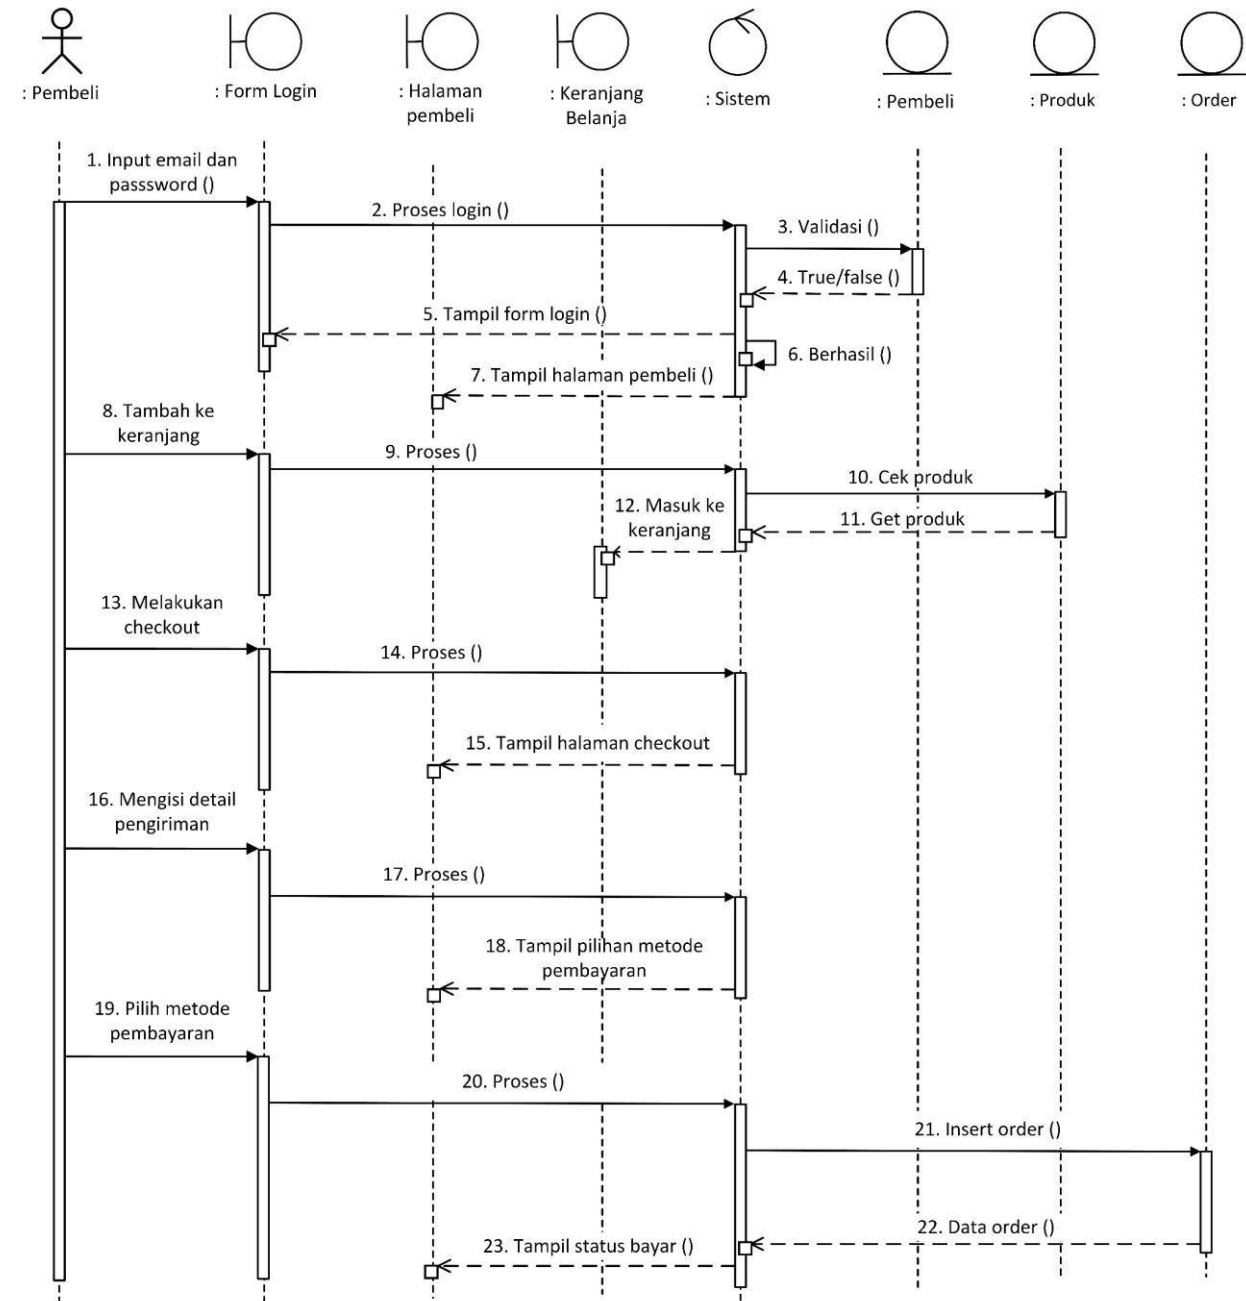 : Pembeli
: Form Login
: Halaman
pembeli
: Keranjang
Belanja
: Sistem
: Pembeli
: Produk
: Order
1. Input email dan
passsword ()
2. Proses login ()
3. Validasi ()
4. True/false ()
5. Tampil form login ()
6. Berhasil ()
7. Tampil halaman pembeli ()
8. Tambah ke
keranjang
9. Proses ()
10. Cek produk
11. Get produk
12. Masuk ke
keranjang
13. Melakukan
checkout
14. Proses ()
15. Tampil halaman checkout
16. Mengisi detail
pengiriman
17. Proses ()
18. Tampil pilihan metode
pembayaran
19. Pilih metode
pembayaran
20. Proses ()
21. Insert order ()
22. Data order ()
23. Tampil status bayar ()